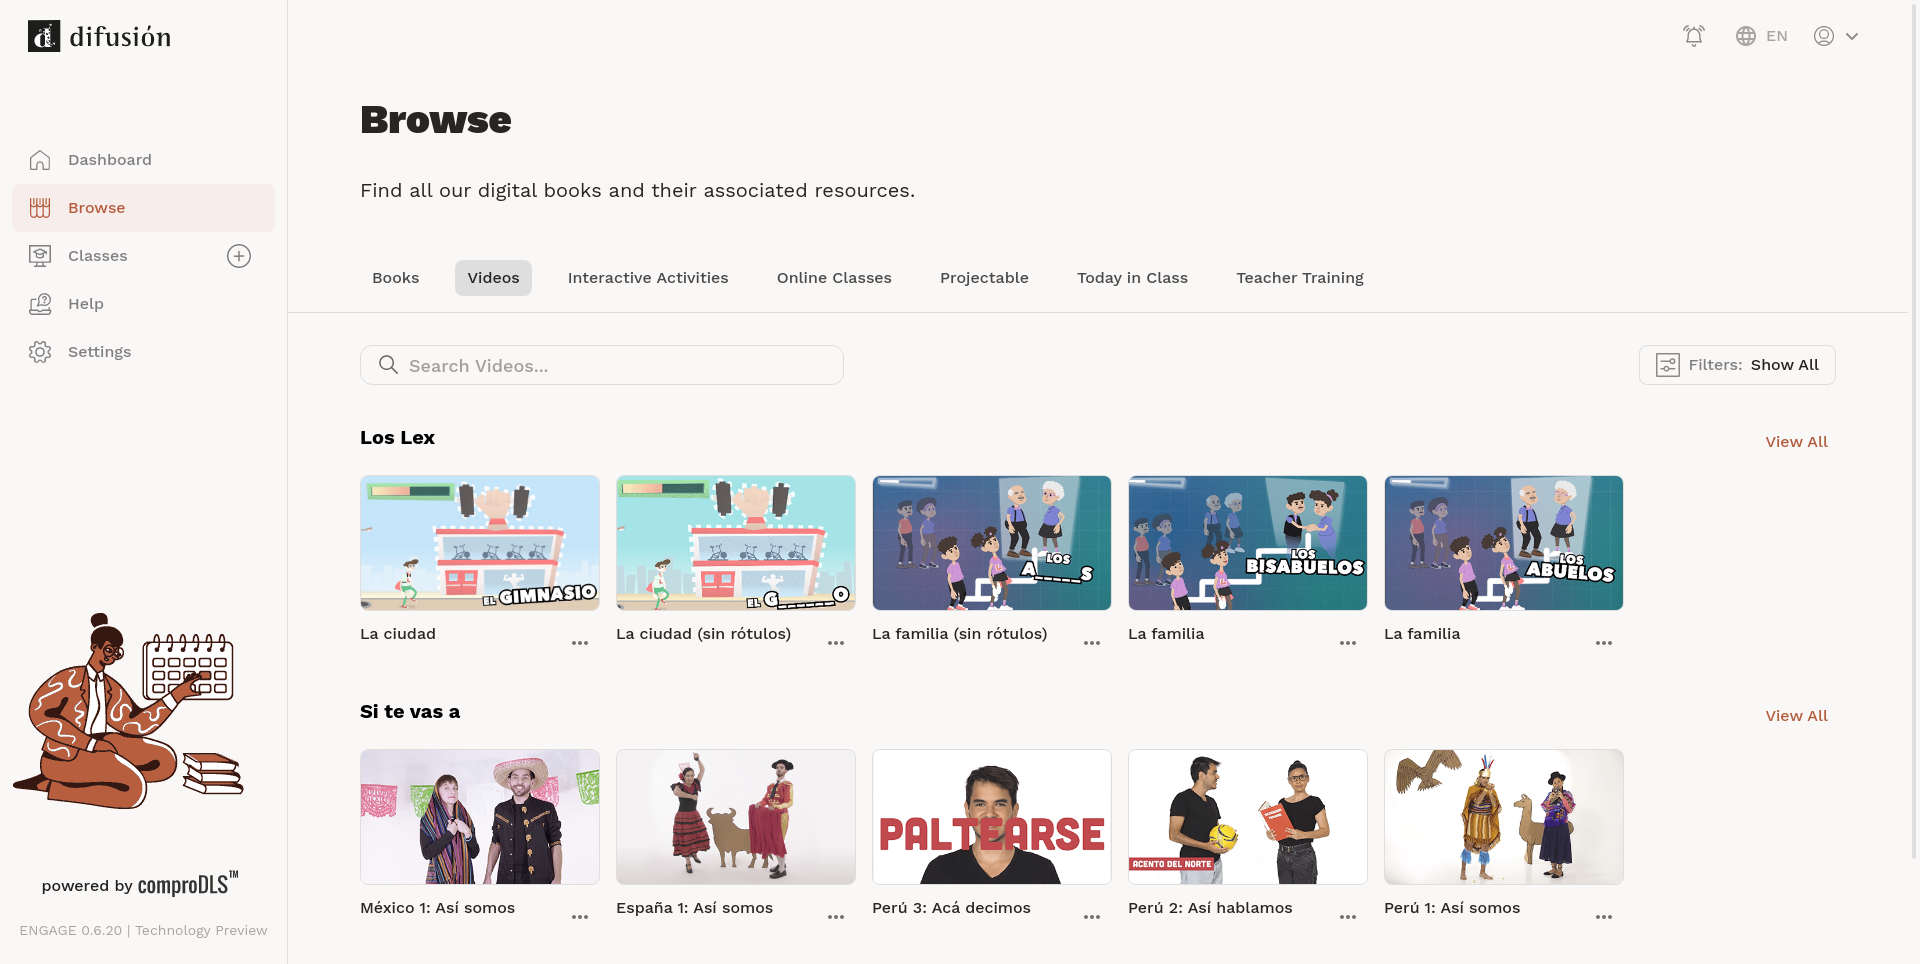 difusión
EN
Dashboard
Browse
Classes
Help
Settings
Browse
Find all our digital books and their associated resources.
Books
Videos
Interactive Activities
Online Classes
Projectable
Today in Class
Teacher Training
Search Videos...
Filters: Show All
Los Lex
View All
EL GIMNASIO
EL G_____O
LOS
A____S
LOS
BISABUELOS
LOS
ABUELOS
La ciudad
La ciudad (sin rótulos)
La familia (sin rótulos)
La familia
La familia
Si te vas a
View All
PALTEARSE
ACENTO DEL NORTE
México 1: Así somos
España 1: Así somos
Perú 3: Acá decimos
Perú 2: Así hablamos
Perú 1: Así somos
powered by comproDLS™
ENGAGE 0.6.20 | Technology Preview